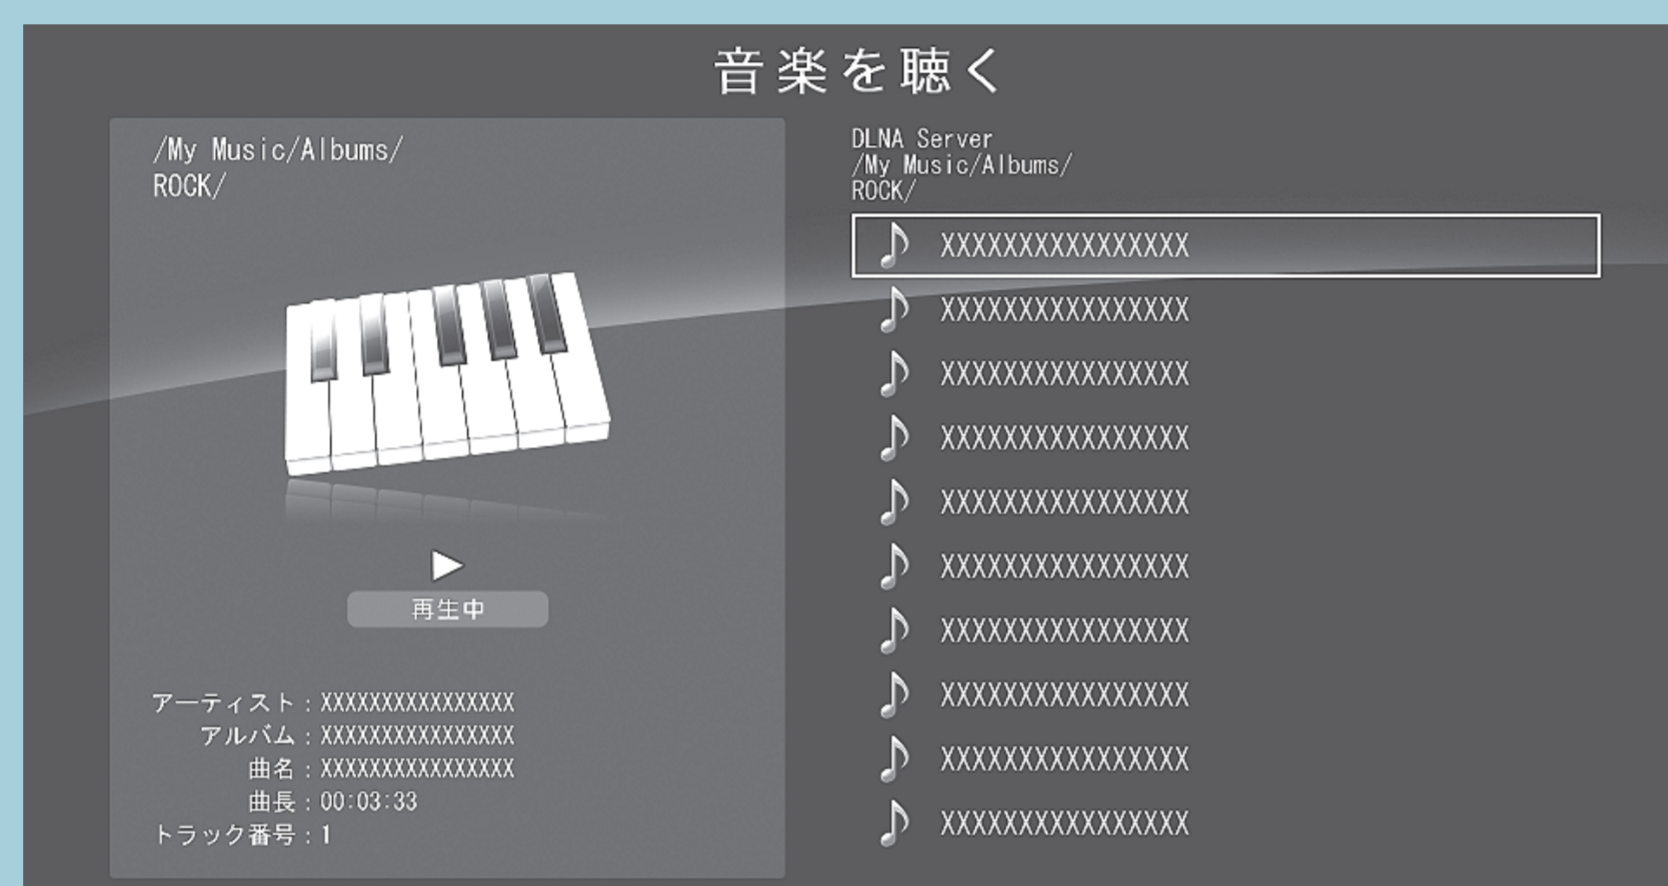 音楽を聴く
/My Music/Albums/
ROCK/
再生中
アーティスト：XXXXXXXXXXXXXXXX
アルバム：XXXXXXXXXXXXXXXX
曲名：XXXXXXXXXXXXXXXX
曲長：00:03:33
トラック番号：1
DLNA Server
/My Music/Albums/
ROCK/
XXXXXXXXXXXXXXXX
XXXXXXXXXXXXXXXX
XXXXXXXXXXXXXXXX
XXXXXXXXXXXXXXXX
XXXXXXXXXXXXXXXX
XXXXXXXXXXXXXXXX
XXXXXXXXXXXXXXXX
XXXXXXXXXXXXXXXX
XXXXXXXXXXXXXXXX
XXXXXXXXXXXXXXXX